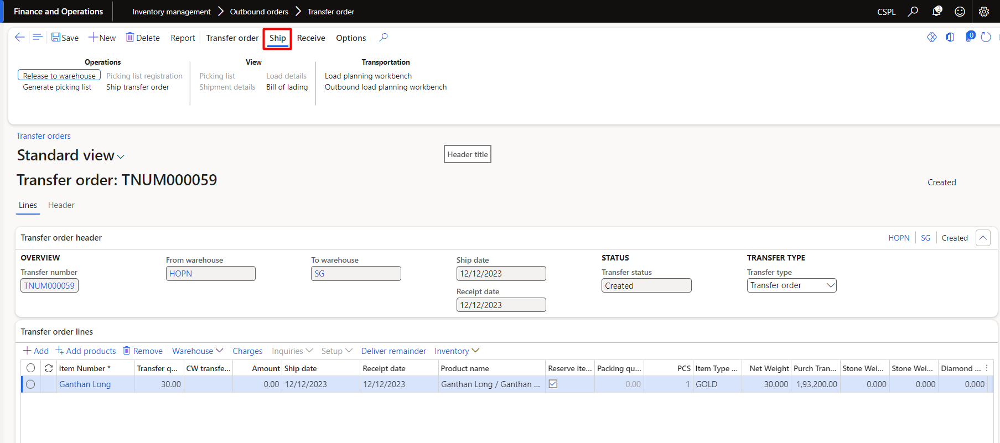 Finance and Operations
Inventory management > Outbound orders > Transfer order
CSPL
3
Save New Delete Report Transfer order Ship Receive Options
0
Operations View Transportation
Release to warehouse Picking list registration Picking list Load details Load planning workbench
Generate picking list Ship transfer order Shipment details Bill of lading Outbound load planning workbench
Transfer orders
Standard view
Header title
Transfer order: TNUM000059
Created
Lines Header
Transfer order header HOPN SG Created
OVERVIEW From warehouse To warehouse Ship date STATUS TRANSFER TYPE
Transfer number HOPN SG 12/12/2023 Transfer status Transfer type
TNUM000059 Receipt date Created Transfer order
12/12/2023
Transfer order lines
Add Add products Remove Warehouse Charges Inquiries Setup Deliver remainder Inventory
Item Number * Transfer q... CW transfe... Amount Ship date Receipt date Product name Reserve ite... Packing qu... PCS Item Type ... Net Weight Purch Tran... Stone Wei... Stone Wei... Diamond ...
Ganthan Long 30.00 0.00 12/12/2023 12/12/2023 Ganthan Long / Ganthan ... 0.00 1 GOLD 30.000 1,93,200.00 0.000 0.000 0.000